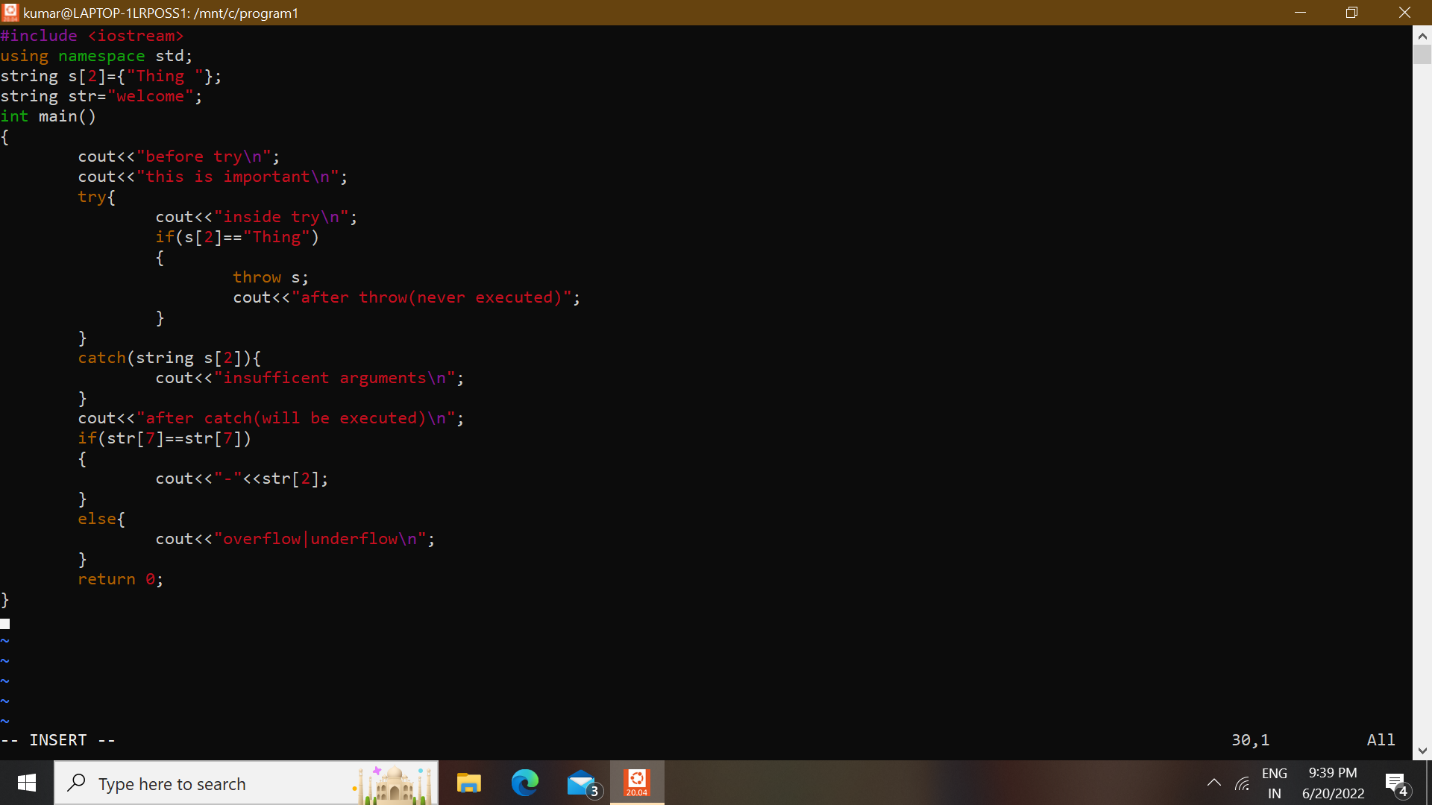 kumar@LAPTOP-1LRPOSS1: /mnt/c/program1
#include <iostream>
using namespace std;
string s[2]={"Thing "};
string str="welcome";
int main()
{
        cout<<"before try\n";
        cout<<"this is important\n";
        try{
                cout<<"inside try\n";
                if(s[2]=="Thing")
                {
                        throw s;
                        cout<<"after throw(never executed)";
                }
        }
        catch(string s[2]){
                cout<<"insufficent arguments\n";
        }
        cout<<"after catch(will be executed)\n";
        if(str[7]==str[7])
        {
                cout<<"-"<<str[2];
        }
        else{
                cout<<"overflow|underflow\n";
        }
        return 0;
}
~
~
~
~
~
-- INSERT -- 30,1 All
Type here to search
3
20.04
ENG
IN
9:39 PM
6/20/2022
4